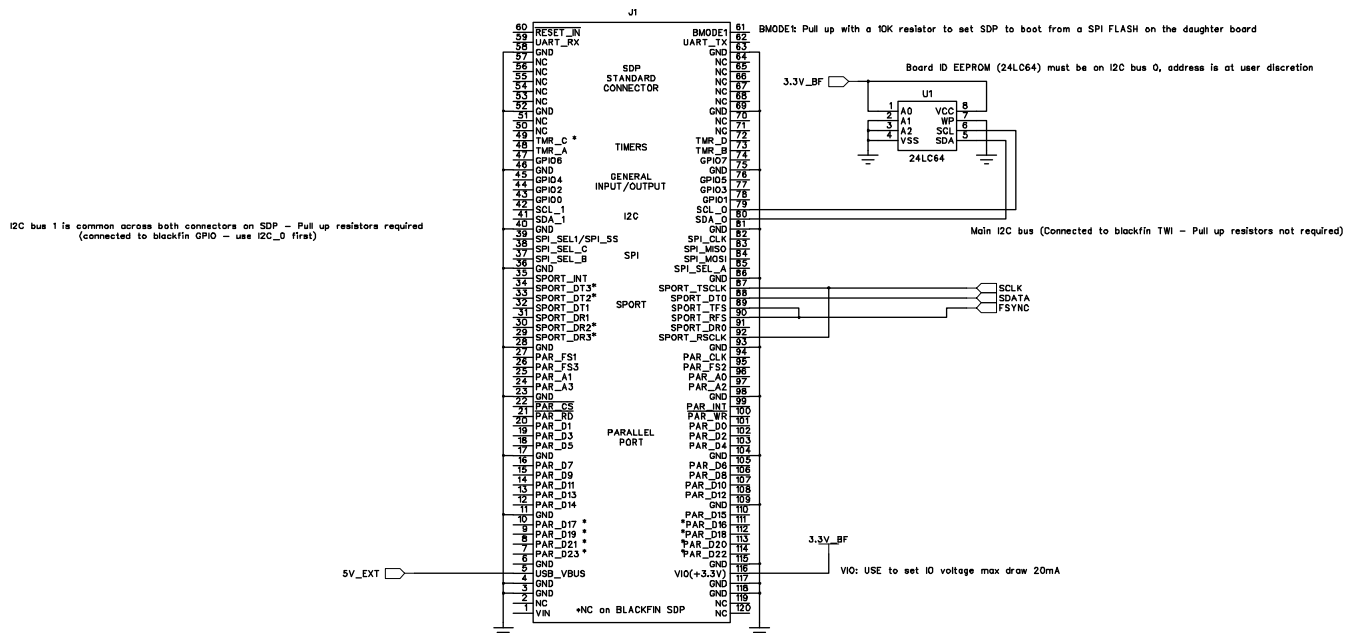 J1
60 RESET_IN BMODE1 61
59 UART_RX UART_TX 62
58 GND GND 63
57 NC NC 64
56 NC NC 65
55 NC NC 66
54 NC NC 67
53 NC NC 68
52 GND GND 69
51 NC NC 70
50 NC NC 71
49 TMR_C * TMR_D 72
48 TMR_A TMR_B 73
47 GPIO6 GPIO7 74
46 GND GND 75
45 GPIO4 GPIO5 76
44 GPIO2 GPIO3 77
43 GPIO0 GPIO1 78
42 SCL_1 SCL_0 79
41 SDA_1 SDA_0 80
40 GND GND 81
39 SPI_SEL1/SPI_SS SPI_CLK 82
38 SPI_SEL_C SPI_MISO 83
37 SPI_SEL_B SPI_MOSI 84
36 GND SPI_SEL_A 85
35 SPORT_INT GND 86
34 SPORT_DT3* SPORT_TSCLK 87
33 SPORT_DT2* SPORT_DT0 88
32 SPORT_DT1 SPORT_TFS 89
31 SPORT_DR1 SPORT_RFS 90
30 SPORT_DR2* SPORT_DR0 91
29 SPORT_DR3* SPORT_RSCLK 92
28 GND GND 93
27 PAR_FS1 PAR_CLK 94
26 PAR_FS3 PAR_FS2 95
25 PAR_A1 PAR_A0 96
24 PAR_A3 PAR_A2 97
23 GND GND 98
22 PAR_CS PAR_INT 99
21 PAR_RD PAR_WR 100
20 PAR_D1 PAR_D0 101
19 PAR_D3 PAR_D2 102
18 PAR_D5 PAR_D4 103
17 GND GND 104
16 PAR_D7 PAR_D6 105
15 PAR_D9 PAR_D8 106
14 PAR_D11 PAR_D10 107
13 PAR_D13 PAR_D12 108
12 PAR_D14 GND 109
11 GND PAR_D15 110
10 PAR_D17 * *PAR_D16 111
9 PAR_D19 * *PAR_D18 112
8 PAR_D21 * *PAR_D20 113
7 PAR_D23 * *PAR_D22 114
6 GND GND 115
5 USB_VBUS VIO(+3.3V) 116
4 GND GND 117
3 GND GND 118
2 NC NC 119
1 VIN NC 120
SDP
STANDARD
CONNECTOR
TIMERS
GENERAL
INPUT/OUTPUT
I2C
SPI
SPORT
PARALLEL
PORT
*NC on BLACKFIN SDP
BMODE1: Pull up with a 10K resistor to set SDP to boot from a SPI FLASH on the daughter board
Board ID EEPROM (24LC64) must be on I2C bus 0, address is at user discretion
3.3V_BF
U1
1 A0 VCC 8
2 A1 WP 7
3 A2 SCL 6
4 VSS SDA 5
24LC64
I2C bus 1 is common across both connectors on SDP – Pull up resistors required
(connected to blackfin GPIO – use I2C_0 first)
Main I2C bus (Connected to blackfin TWI – Pull up resistors not required)
SCLK
SDATA
FSYNC
3.3V_BF
5V_EXT
VIO: USE to set IO voltage max draw 20mA